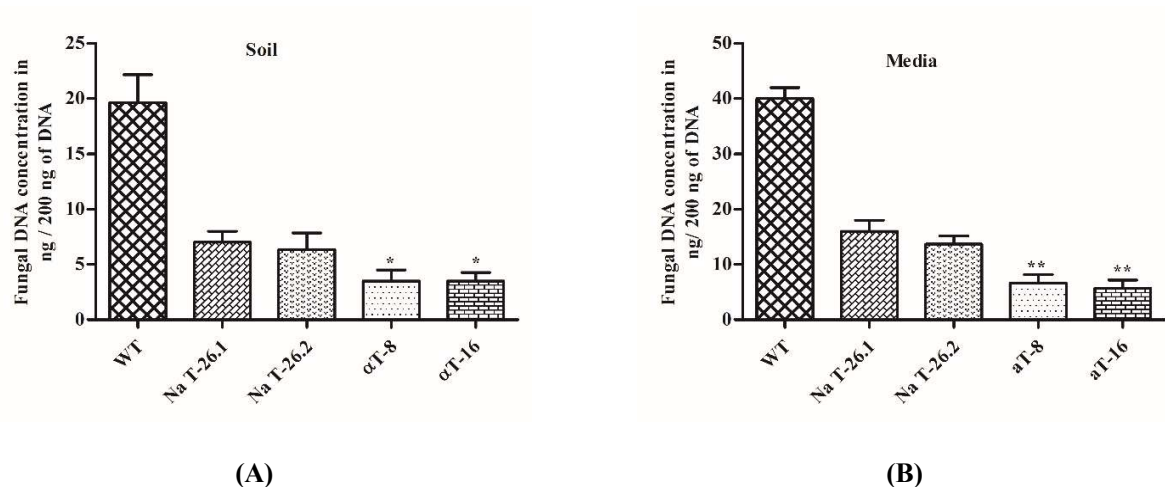 Soil
Fungal DNA concentration in
ng / 200 ng of DNA
25
20
15
10
5
0
*
*
WT
Na T-26.1
Na T-26.2
αT-8
αT-16
(A)
Media
Fungal DNA concentration in
ng/ 200 ng of DNA
50
40
30
20
10
0
**
**
WT
Na T-26.1
Na T-26.2
aT-8
aT-16
(B)